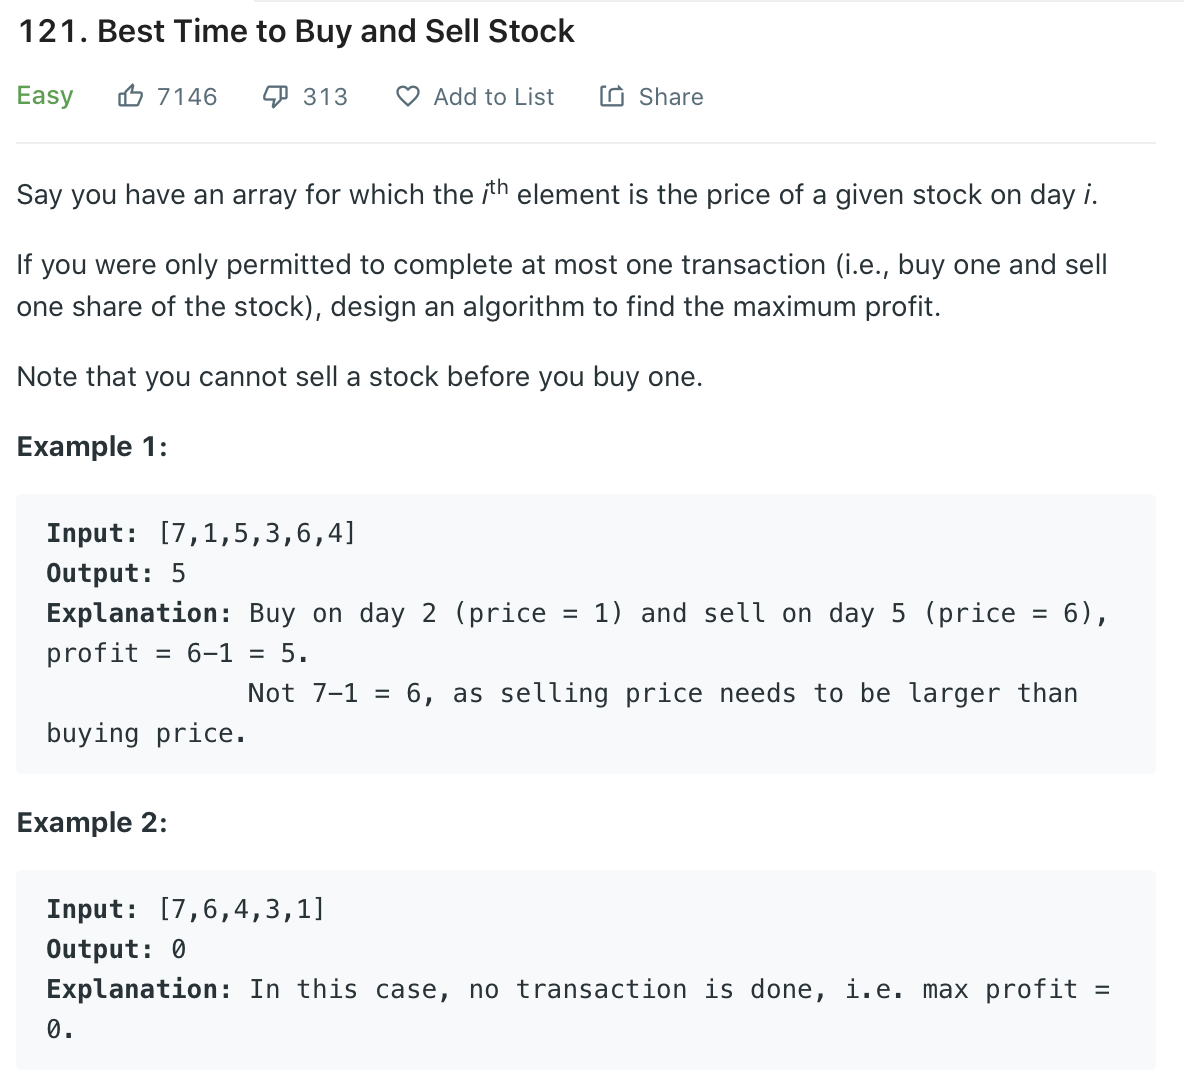 121. Best Time to Buy and Sell Stock
Easy 7146 313 Add to List Share
Say you have an array for which the ith element is the price of a given stock on day i.
If you were only permitted to complete at most one transaction (i.e., buy one and sell
one share of the stock), design an algorithm to find the maximum profit.
Note that you cannot sell a stock before you buy one.
Example 1:
Input: [7,1,5,3,6,4]
Output: 5
Explanation: Buy on day 2 (price = 1) and sell on day 5 (price = 6),
profit = 6-1 = 5.
Not 7-1 = 6, as selling price needs to be larger than
buying price.
Example 2:
Input: [7,6,4,3,1]
Output: 0
Explanation: In this case, no transaction is done, i.e. max profit =
0.